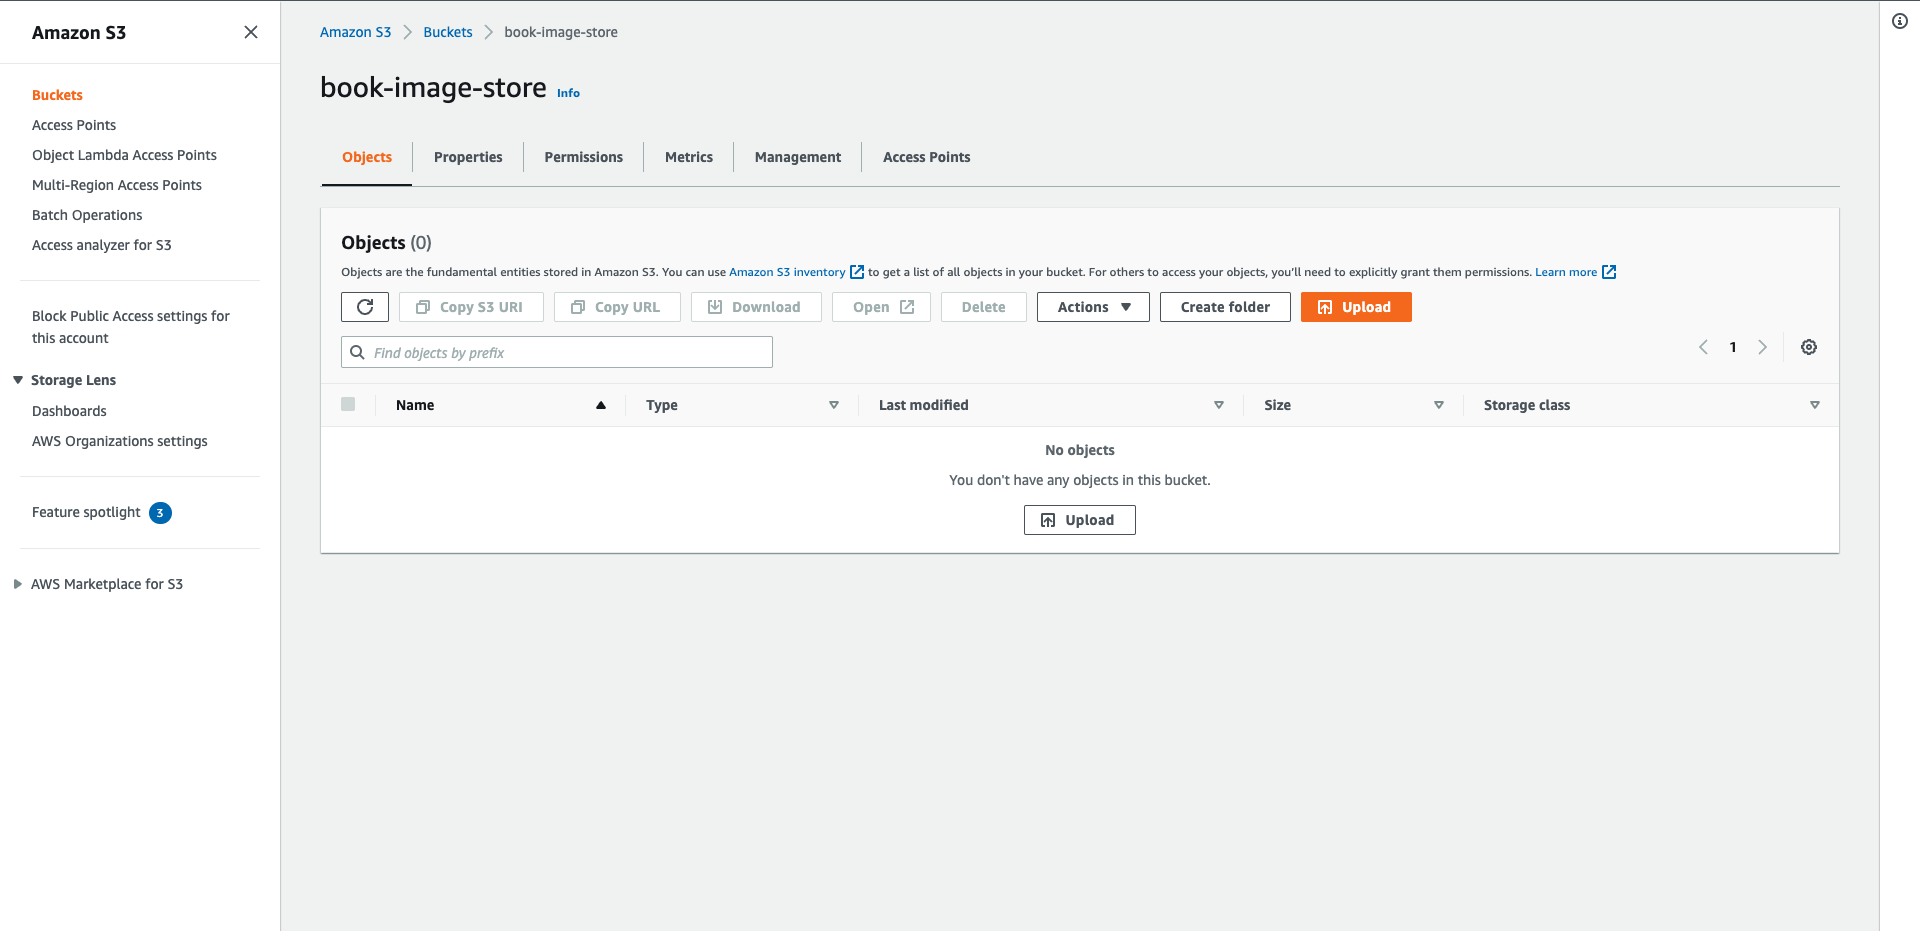 Amazon S3
Buckets
Access Points
Object Lambda Access Points
Multi-Region Access Points
Batch Operations
Access analyzer for S3
Block Public Access settings for
this account
Storage Lens
Dashboards
AWS Organizations settings
Feature spotlight 3
AWS Marketplace for S3
Amazon S3 Buckets book-image-store
book-image-store Info
Objects Properties Permissions Metrics Management Access Points
Objects (0)
Objects are the fundamental entities stored in Amazon S3. You can use Amazon S3 inventory to get a list of all objects in your bucket. For others to access your objects, you'll need to explicitly grant them permissions. Learn more
Copy S3 URI Copy URL Download Open Delete Actions Create folder Upload
Find objects by prefix 1
Name Type Last modified Size Storage class
No objects
You don't have any objects in this bucket.
Upload